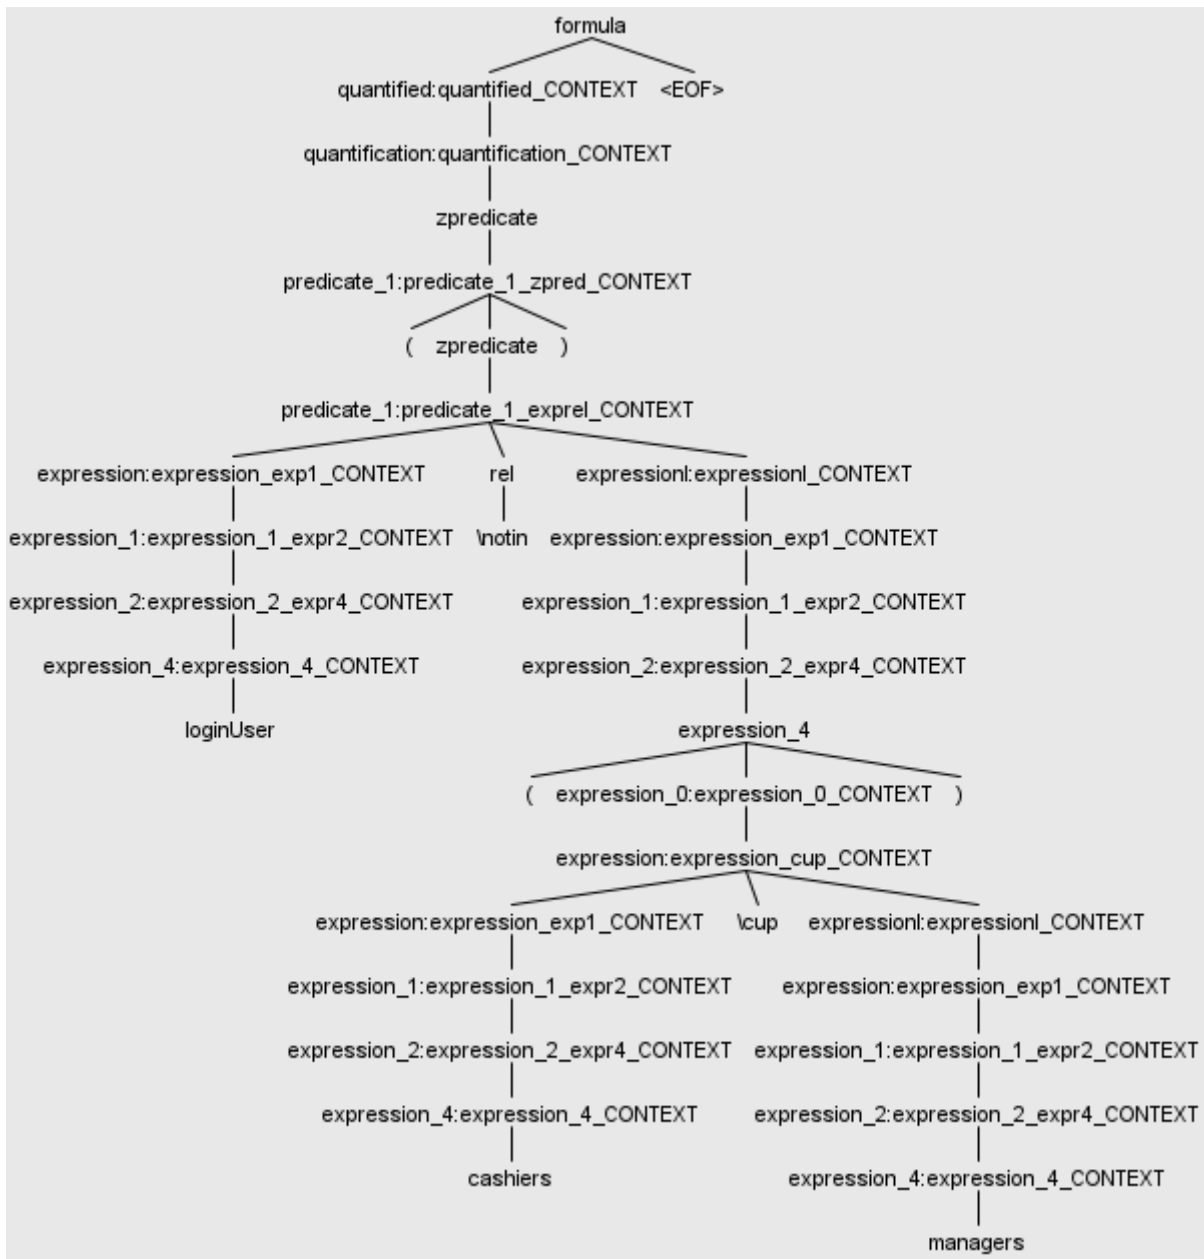 formula
quantified:quantified_CONTEXT <EOF>
quantification:quantification_CONTEXT
zpredicate
predicate_1:predicate_1_zpred_CONTEXT
( zpredicate )
predicate_1:predicate_1_exprel_CONTEXT
expression:expression_exp1_CONTEXT rel expressionl:expressionl_CONTEXT
expression_1:expression_1_expr2_CONTEXT \notin expression:expression_exp1_CONTEXT
expression_2:expression_2_expr4_CONTEXT expression_1:expression_1_expr2_CONTEXT
expression_4:expression_4_CONTEXT expression_2:expression_2_expr4_CONTEXT
loginUser expression_4
( expression_0:expression_0_CONTEXT )
expression:expression_cup_CONTEXT
expression:expression_exp1_CONTEXT \cup expressionl:expressionl_CONTEXT
expression_1:expression_1_expr2_CONTEXT expression:expression_exp1_CONTEXT
expression_2:expression_2_expr4_CONTEXT expression_1:expression_1_expr2_CONTEXT
expression_4:expression_4_CONTEXT expression_2:expression_2_expr4_CONTEXT
cashiers expression_4:expression_4_CONTEXT
managers